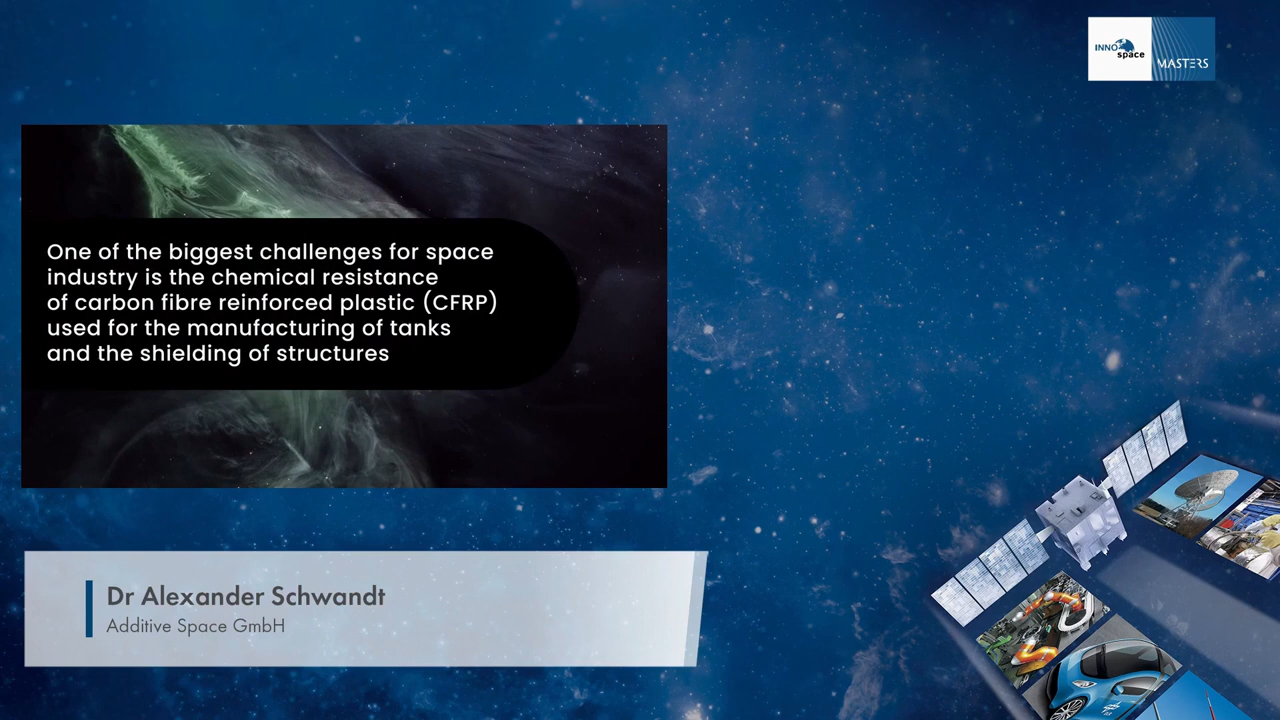 INNO
space
MASTERS
One of the biggest challenges for space
industry is the chemical resistance
of carbon fibre reinforced plastic (CFRP)
used for the manufacturing of tanks
and the shielding of structures
Dr Alexander Schwandt
Additive Space GmbH